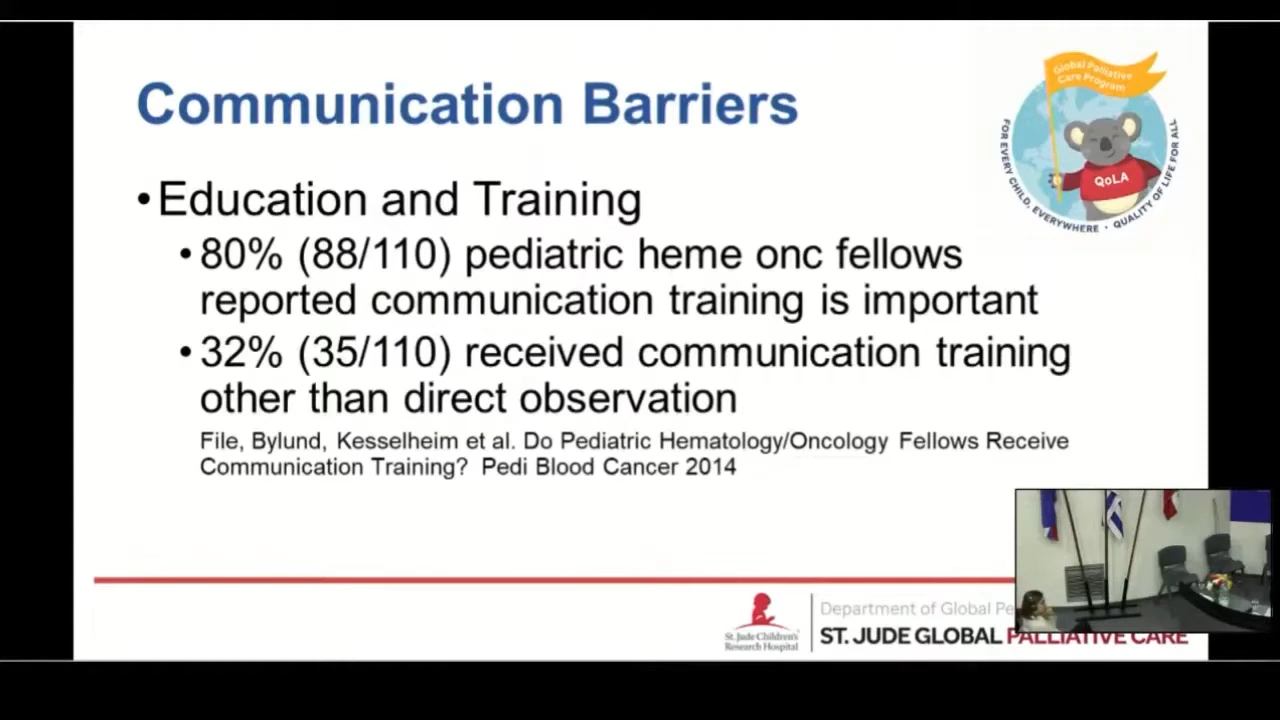 Communication Barriers
Global Palliative
Care Program
QoLA
FOR EVERY CHILD, EVERYWHERE • QUALITY OF LIFE FOR ALL
•Education and Training
•80% (88/110) pediatric heme onc fellows
reported communication training is important
•32% (35/110) received communication training
other than direct observation
File, Bylund, Kesselheim et al. Do Pediatric Hematology/Oncology Fellows Receive
Communication Training? Pedi Blood Cancer 2014
St. Jude Children's
Research Hospital
Department of Global
ST. JUDE GLOBAL PALLIATIVE CARE